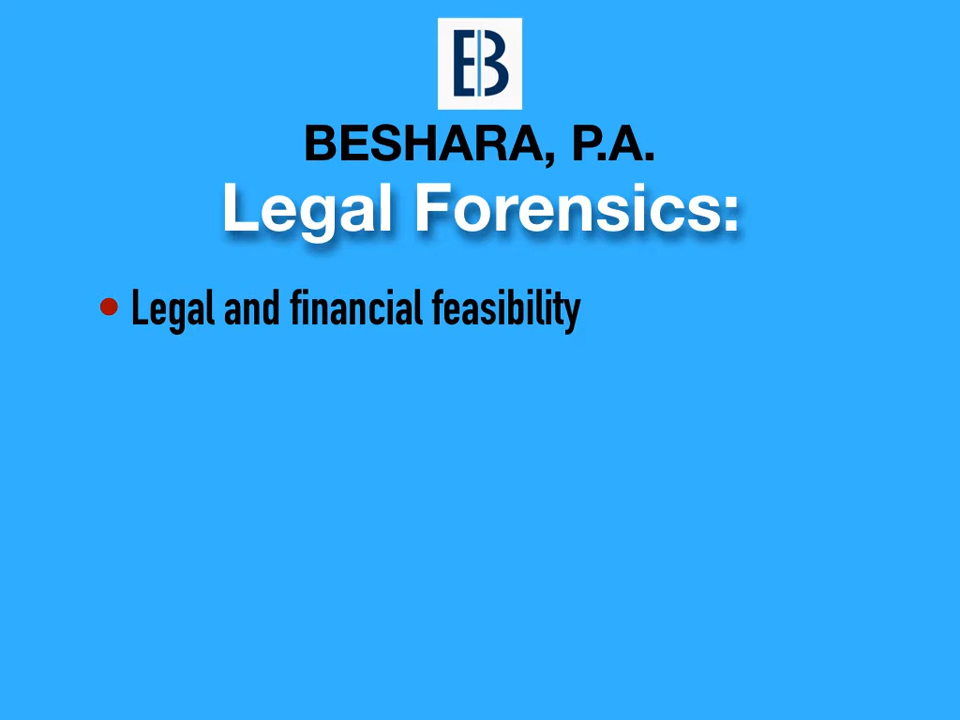 EB
BESHARA, P.A.
Legal Forensics:
• Legal and financial feasibility